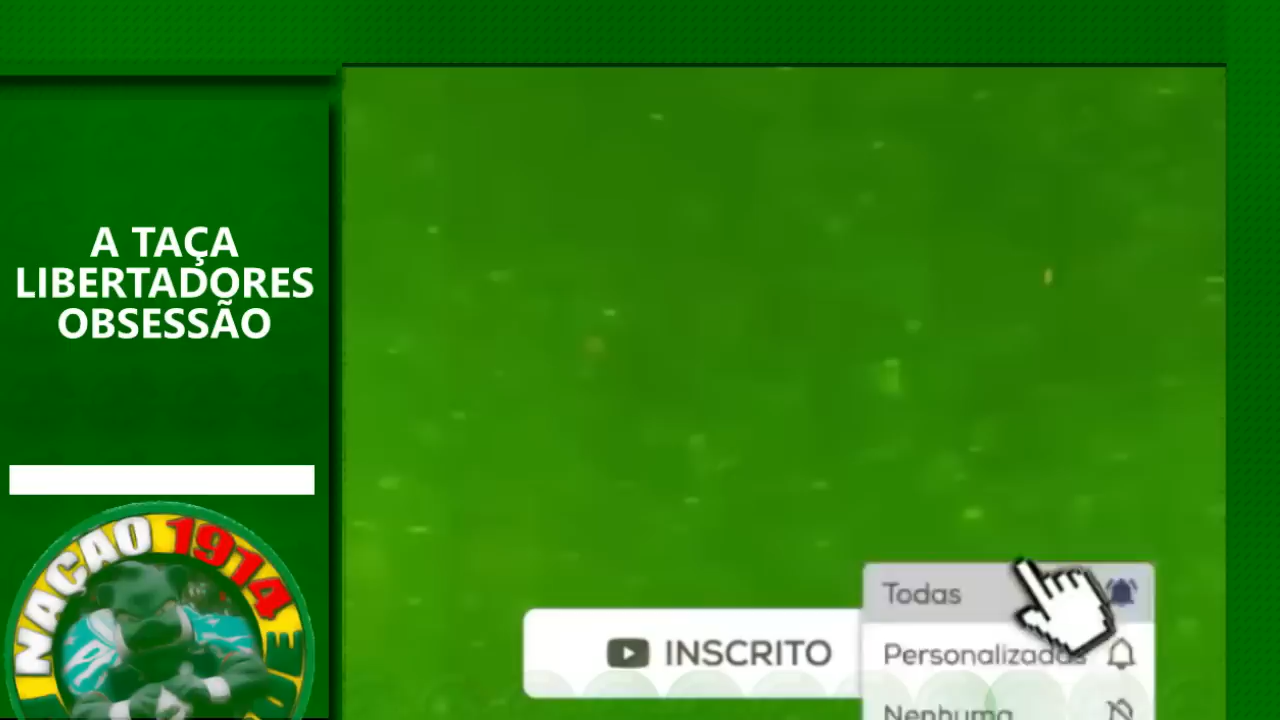 A TAÇA
LIBERTADORES
OBSESSÃO
NAÇÃO 1914
Todas
INSCRITO
Personalizadas
Nenhuma